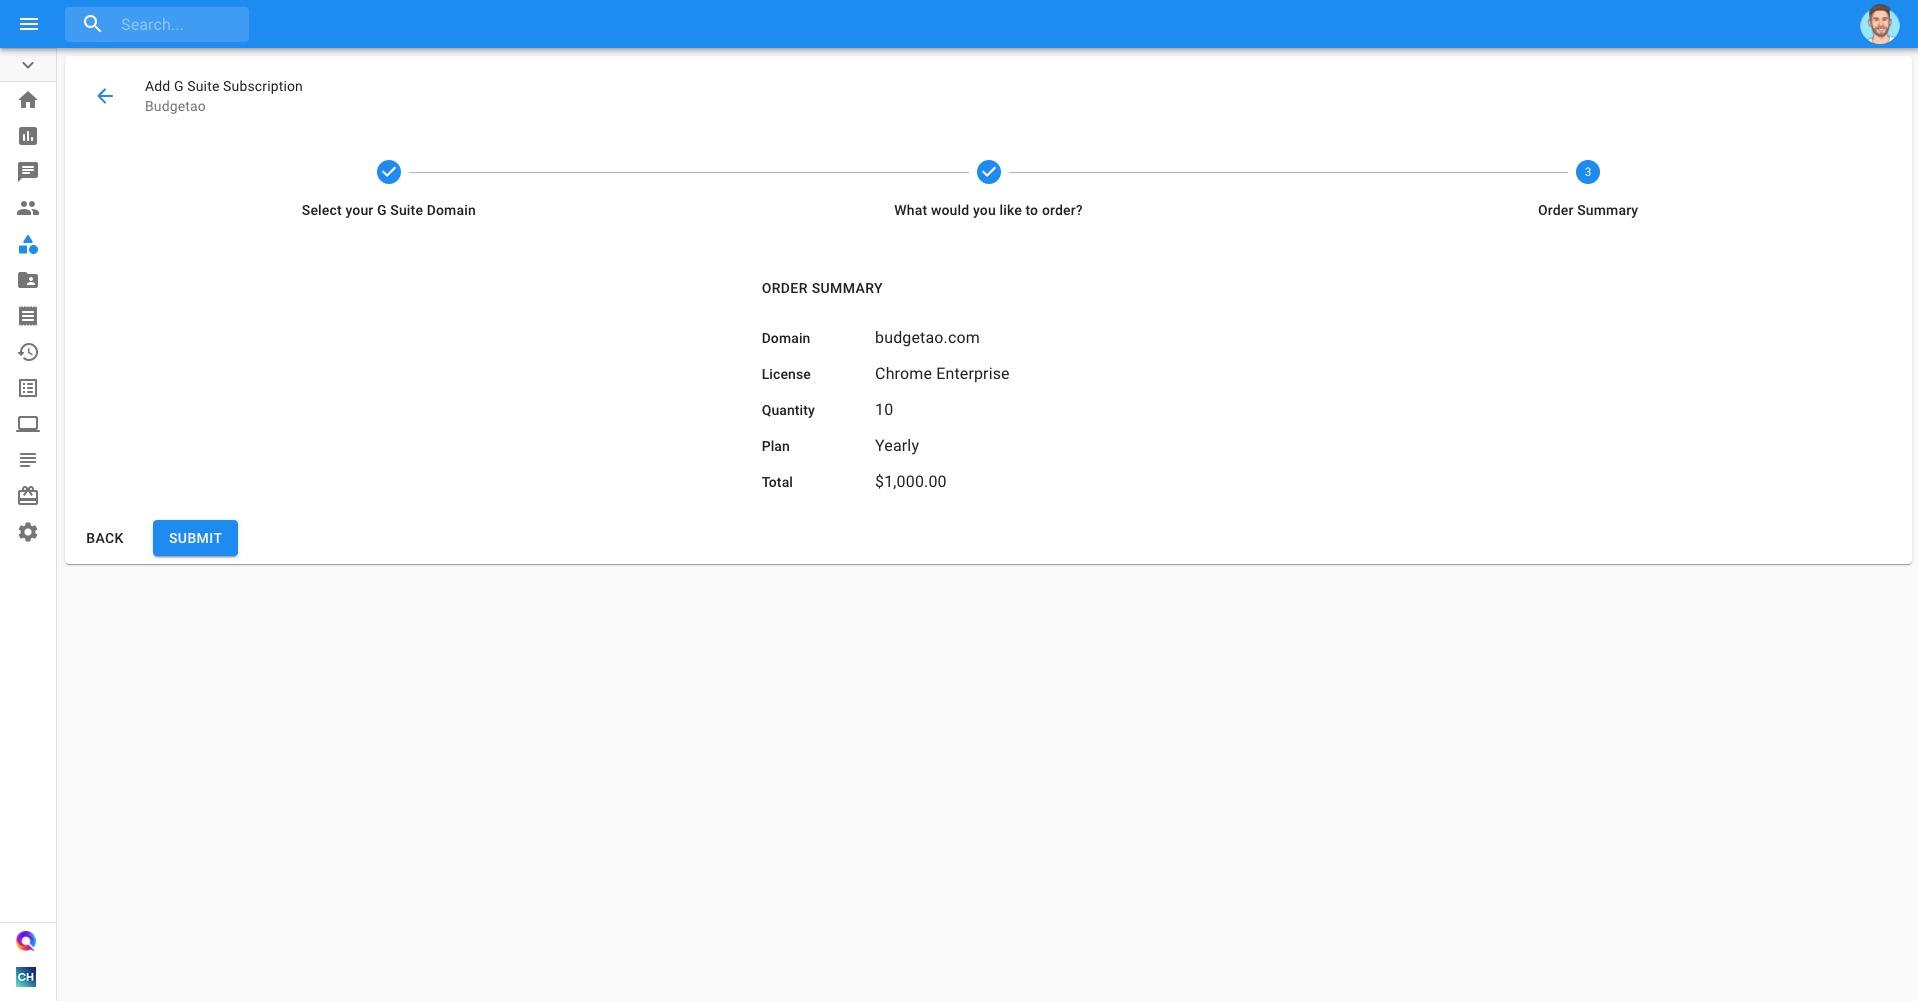 Search...
Add G Suite Subscription
Budgetao
3
Select your G Suite Domain
What would you like to order?
Order Summary
ORDER SUMMARY
Domain budgetao.com
License Chrome Enterprise
Quantity 10
Plan Yearly
Total $1,000.00
BACK SUBMIT
CH